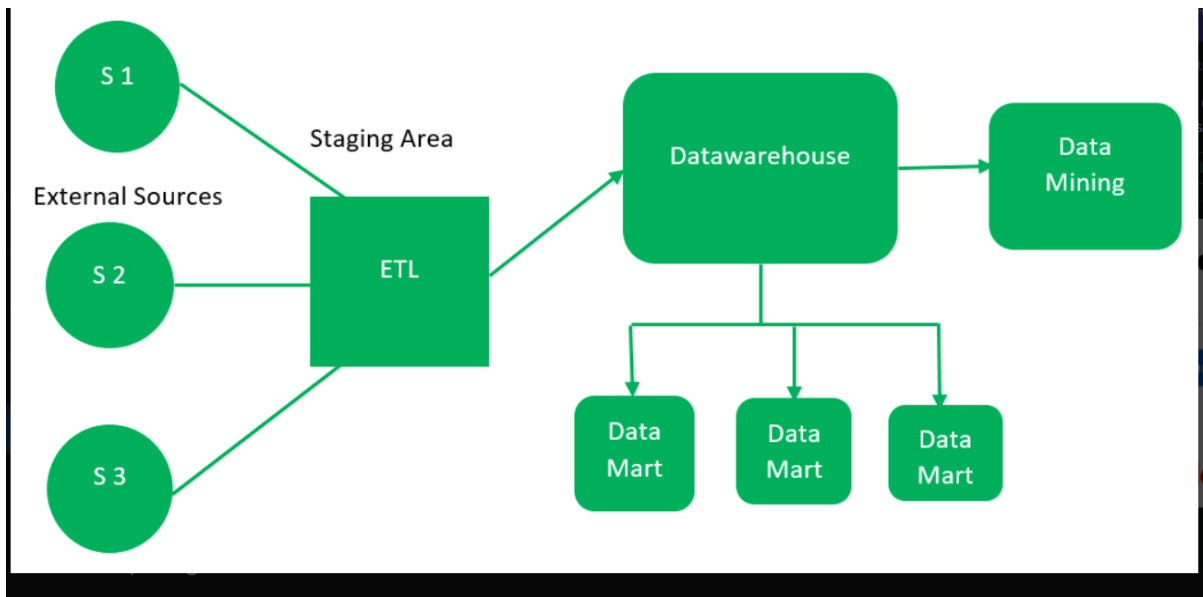 S 1
Staging Area
External Sources
S 2
ETL
S 3
Datawarehouse
Data
Mining
Data
Mart
Data
Mart
Data
Mart